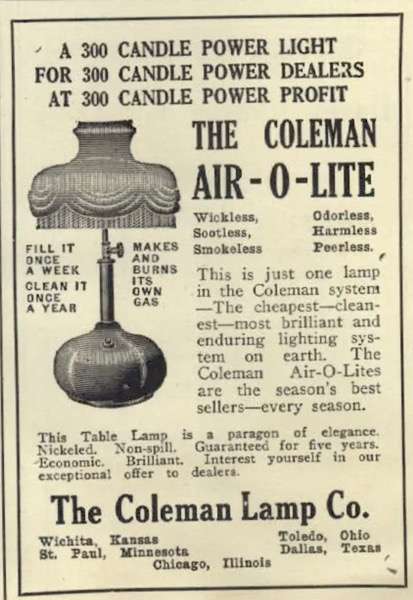 A 300 CANDLE POWER LIGHT
FOR 300 CANDLE POWER DEALERS
AT 300 CANDLE POWER PROFIT
THE COLEMAN
AIR-O-LITE
Wickless, Odorless,
Sootless, Harmless
Smokeless Peerless.
FILL IT
ONCE
A WEEK
CLEAN IT
ONCE
A YEAR
MAKES
AND
BURNS
ITS
OWN
GAS
This is just one lamp
in the Coleman system
—The cheapest—clean-
est—most brilliant and
enduring lighting sys-
tem on earth. The
Coleman Air-O-Lites
are the season's best
sellers—every season.
This Table Lamp is a paragon of elegance.
Nickeled. Non-spill. Guaranteed for five years.
Economic. Brilliant. Interest yourself in our
exceptional offer to dealers.
The Coleman Lamp Co.
Wichita, Kansas Toledo, Ohio
St. Paul, Minnesota Dallas, Texas
Chicago, Illinois